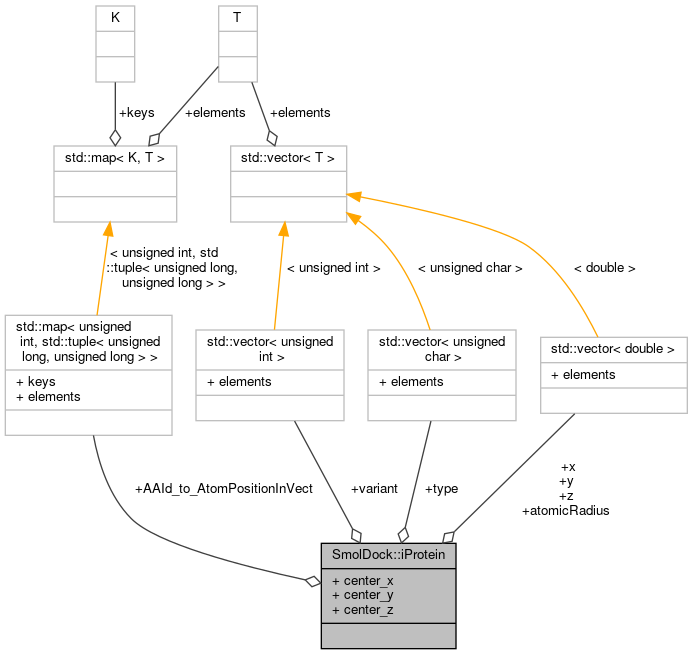 K
T
+keys
+elements
+elements
std::map< K, T >
std::vector< T >
< unsigned int, std
::tuple< unsigned long,
unsigned long > >
< unsigned int >
< unsigned char >
< double >
std::map< unsigned
int, std::tuple< unsigned
long, unsigned long > >
+ keys
+ elements
std::vector< unsigned
int >
+ elements
std::vector< unsigned
char >
+ elements
std::vector< double >
+ elements
+AAId_to_AtomPositionInVect
+variant
+type
+x
+y
+z
+atomicRadius
SmolDock::iProtein
+ center_x
+ center_y
+ center_z